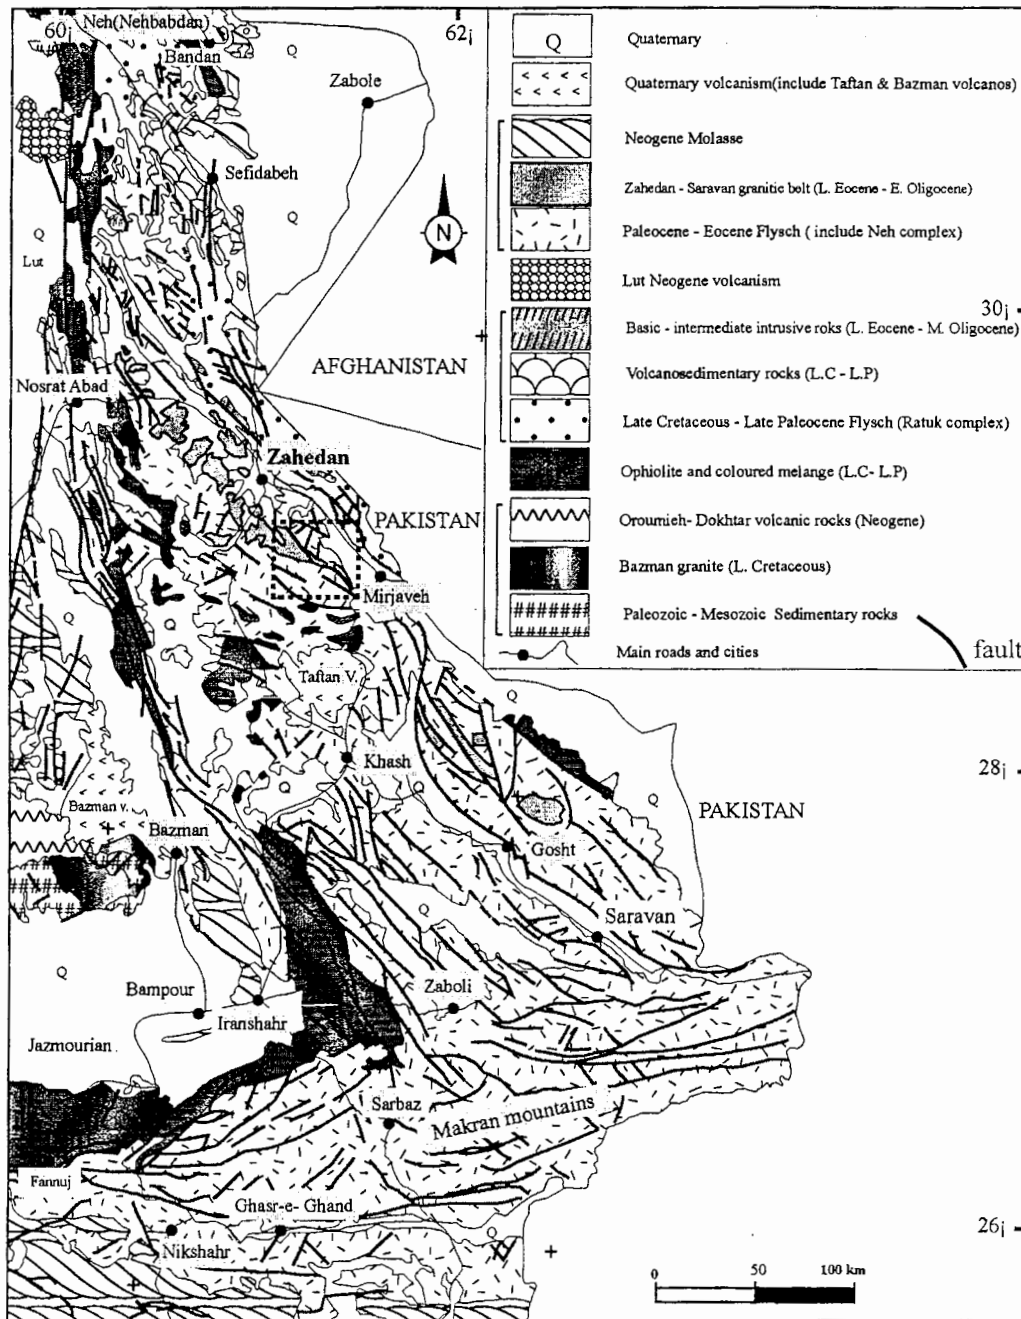 60¡
Neh(Nehbabdan)
Q
Bandan
62¡
Zabole
Sefidabeh
Q
Q
Lut
N
AFGHANISTAN
Nosrat Abad
Zahedan
PAKISTAN
Mirjaveh
Q
Q
Taftan V.
Q
Khash
Q
Q
Q
PAKISTAN
Bazman v.
Bazman
Gosht
Q
Saravan
Q
Bampour
Iranshahr
Zaboli
Jazmourian
Sarbaz
Makran mountains
Fannuj
Ghasr-e-Ghand
Q
Nikshahr
Q Quaternary
Quaternary volcanism(include Taftan & Bazman volcanos)
Neogene Molasse
Zahedan - Saravan granitic belt (L. Eocene - E. Oligocene)
Paleocene - Eocene Flysch ( include Neh complex)
Lut Neogene volcanism
30¡
Basic - intermediate intrusive roks (L. Eocene - M. Oligocene)
Volcanosedimentary rocks (L.C - L.P)
Late Cretaceous - Late Paleocene Flysch (Ratuk complex)
Ophiolite and coloured melange (L.C- L.P)
Oroumieh- Dokhtar volcanic rocks (Neogene)
Bazman granite (L. Cretaceous)
Paleozoic - Mesozoic Sedimentary rocks
Main roads and cities
fault
28¡
26¡
0 50 100 km